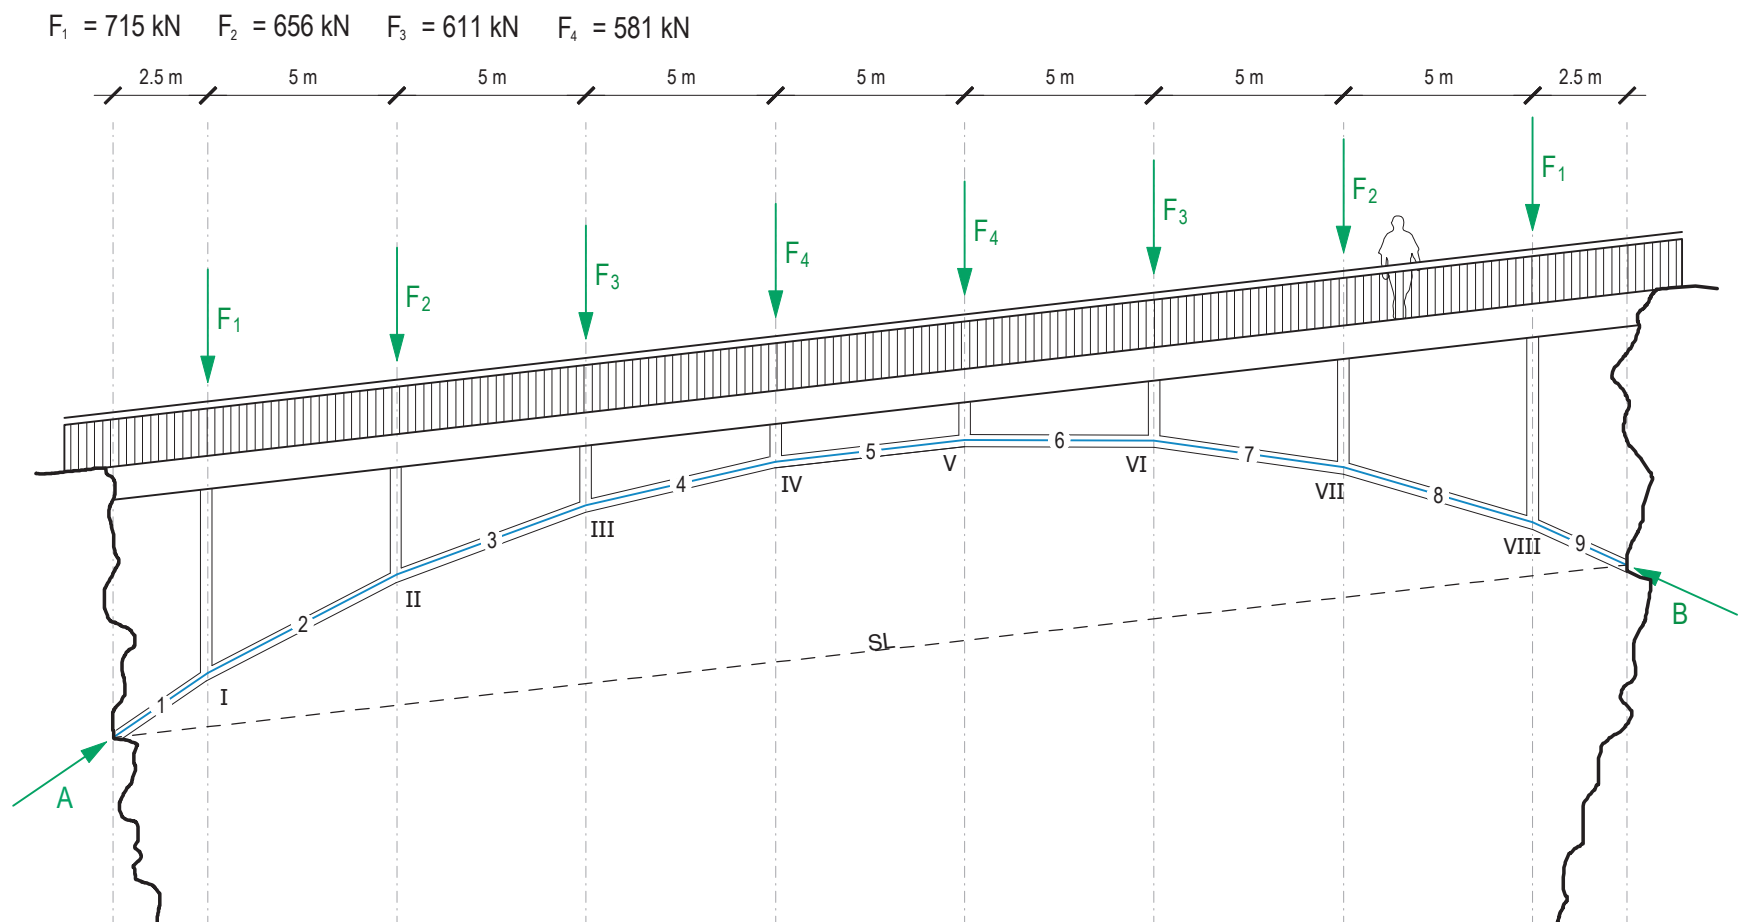 F₁ = 715 kN F₂ = 656 kN F₃ = 611 kN F₄ = 581 kN
2.5 m 5 m 5 m 5 m 5 m 5 m 5 m 5 m 2.5 m
F₁
F₂
F₃
F₄
F₄
F₃
F₂
F₁
1
2
3
4
5
6
7
8
9
I
II
III
IV
V
VI
VII
VIII
SL
A
B